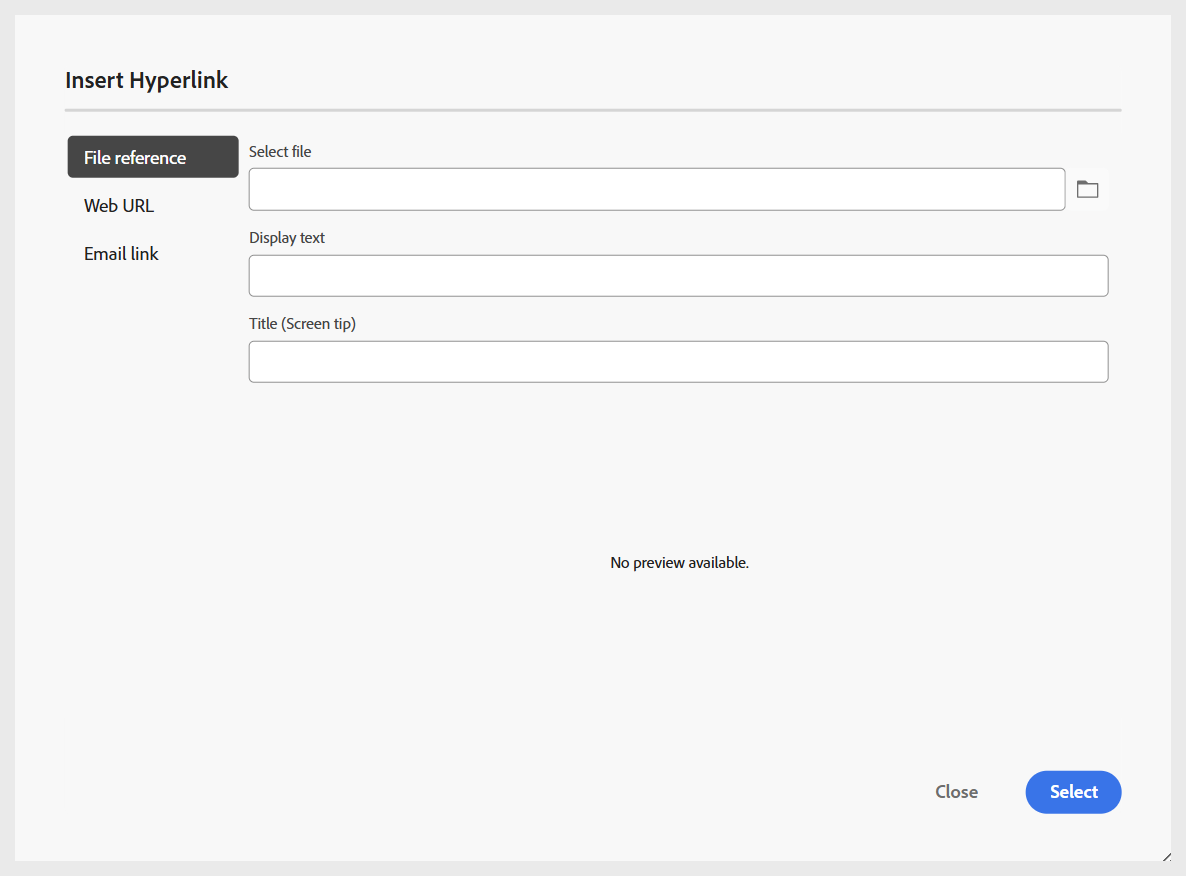 Insert Hyperlink
File reference
Web URL
Email link
Select file
Display text
Title (Screen tip)
No preview available.
Close
Select